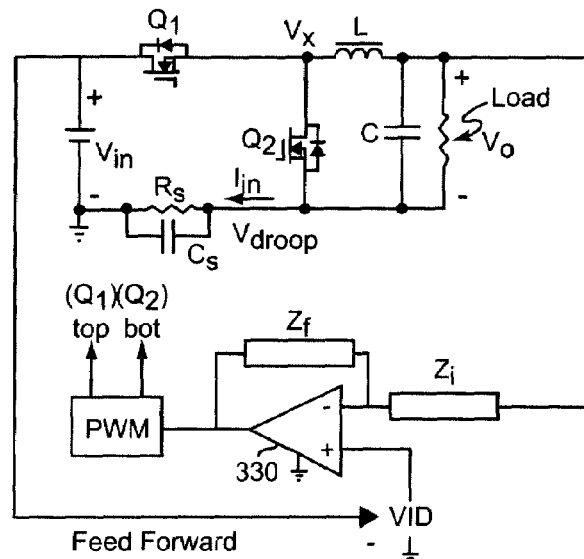 Q1
Vx
L
+
+
Load
Vin
Q2
C
Vo
-
Rs
Iin
-
Vdroop
Cs
(Q1)(Q2)
top bot
Zf
Zi
PWM
-
+
330
VID
Feed Forward
-